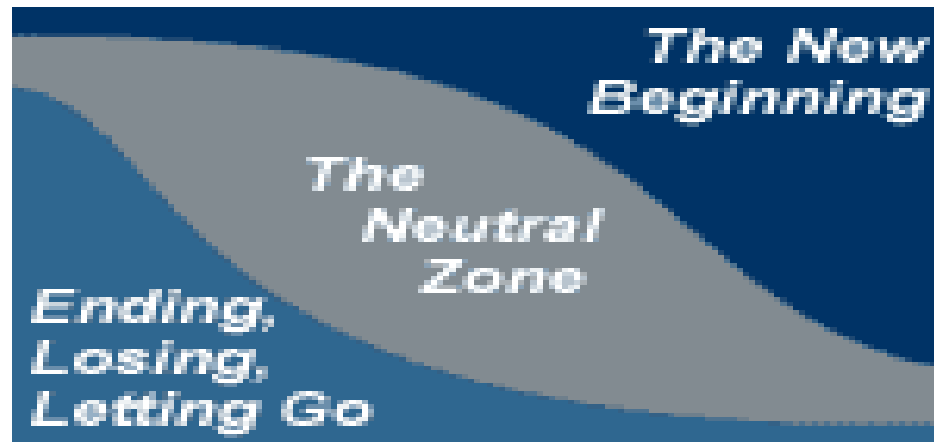 The New
Beginning
The
Neutral
Zone
Ending,
Losing,
Letting Go